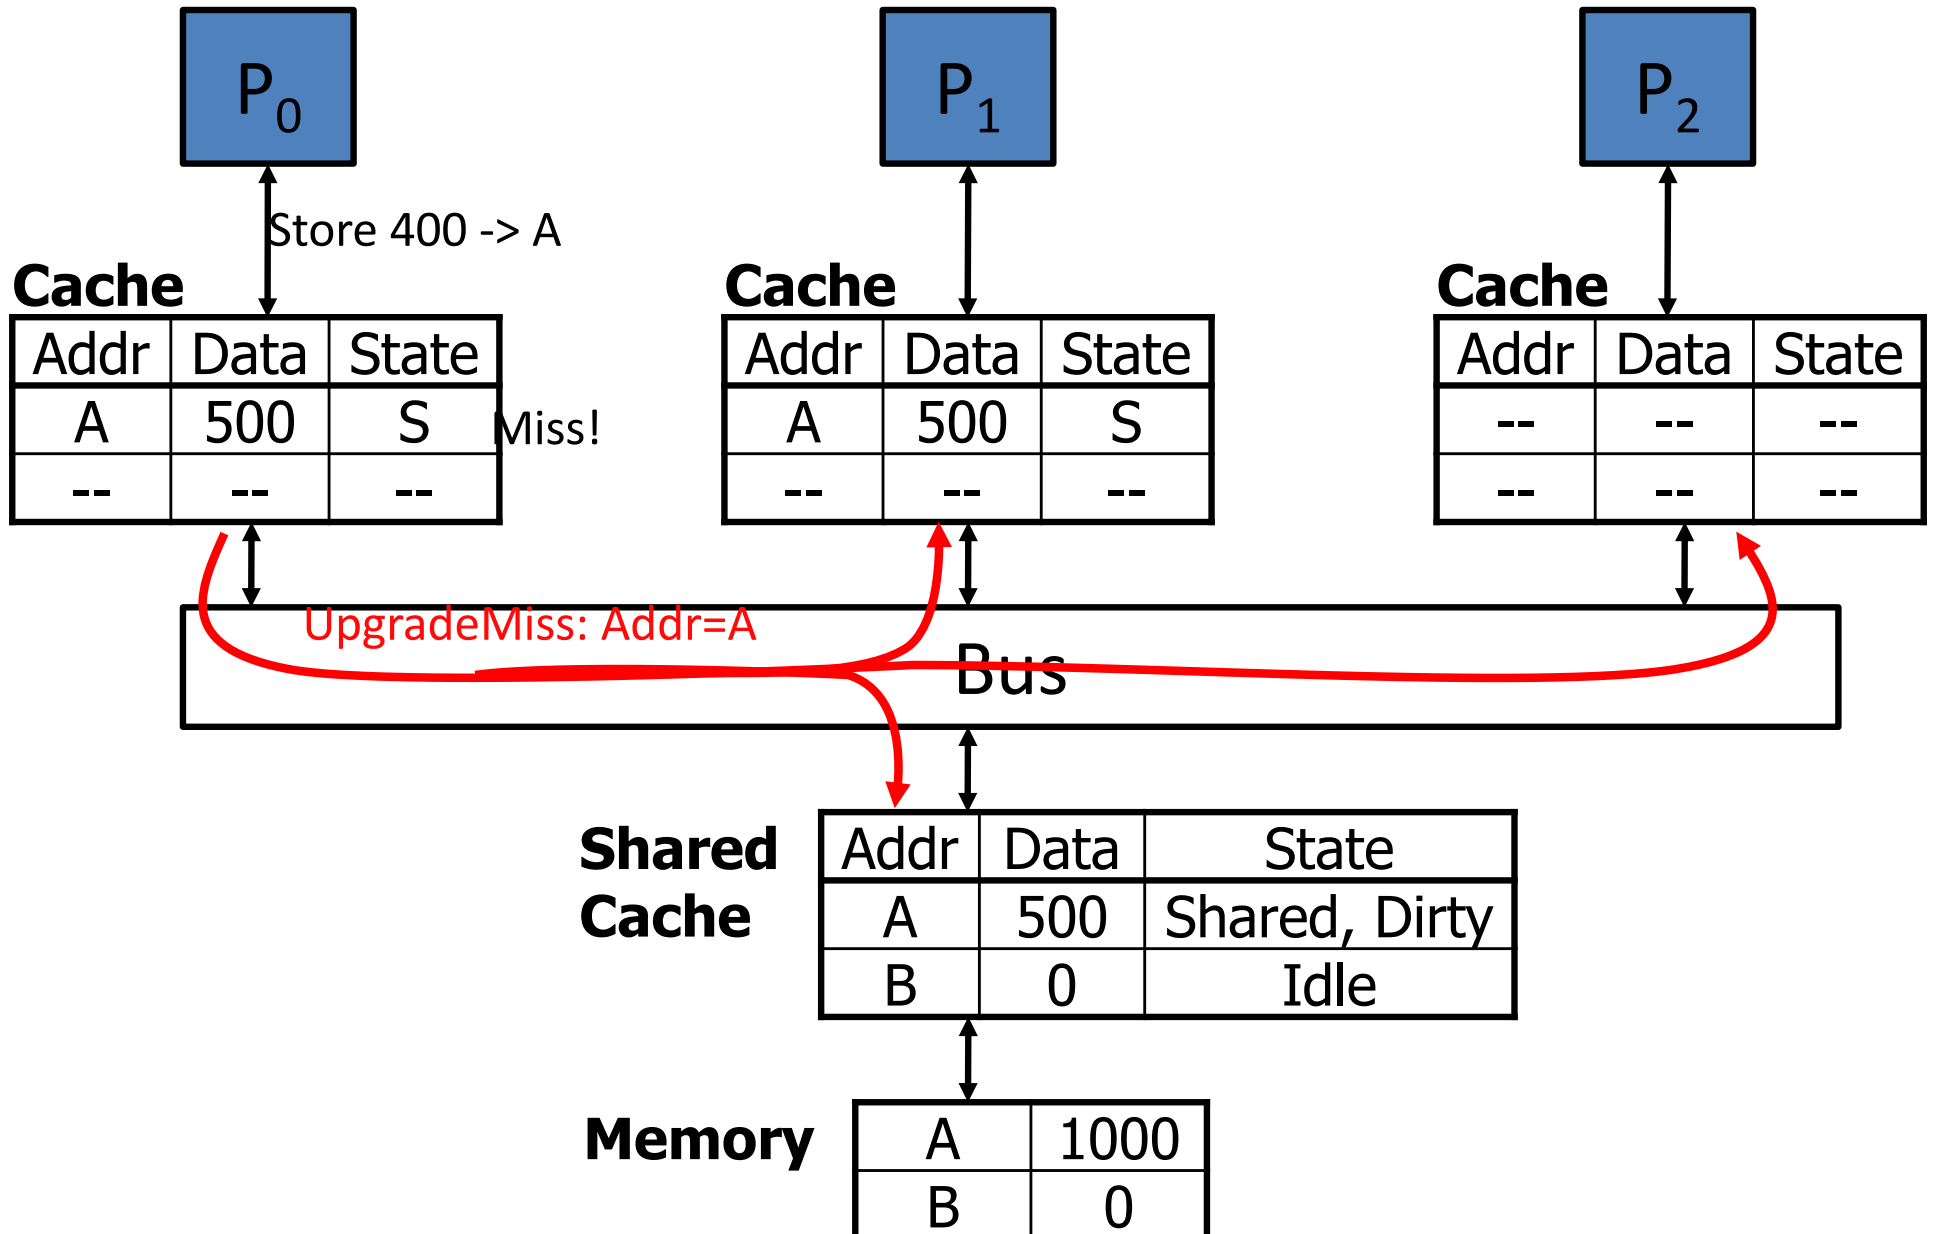 P0 P1 P2
Store 400 -> A
Cache Cache Cache
Addr Data State Addr Data State Addr Data State
A 500 S Miss! A 500 S -- -- --
-- -- -- -- -- -- -- -- --
UpgradeMiss: Addr=A
Bus
Shared Addr Data State
Cache A 500 Shared, Dirty
B 0 Idle
Memory A 1000
B 0